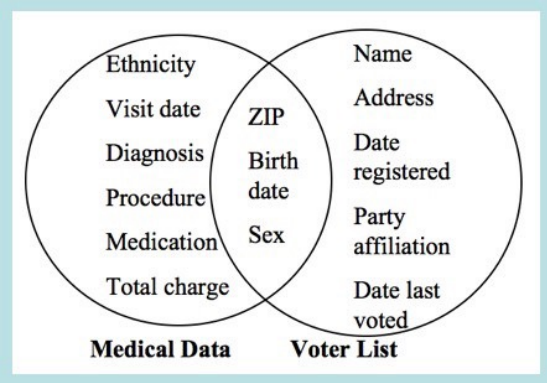 Ethnicity
Visit date
Diagnosis
Procedure
Medication
Total charge
ZIP
Birth
date
Sex
Name
Address
Date
registered
Party
affiliation
Date last
voted
Medical Data
Voter List